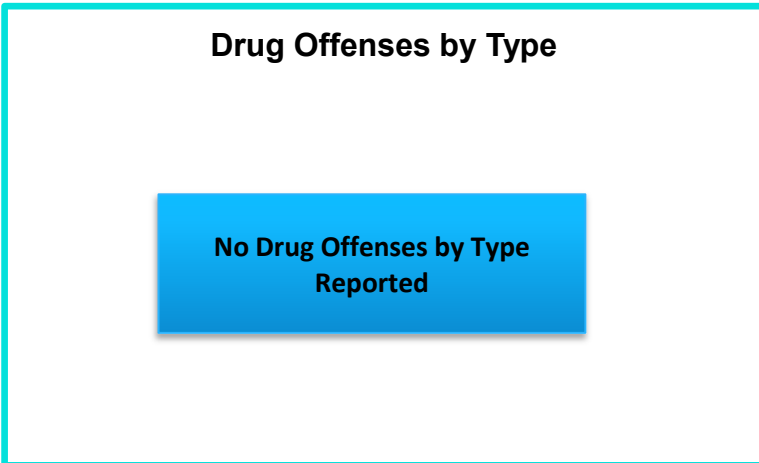 Drug Offenses by Type
No Drug Offenses by Type
Reported